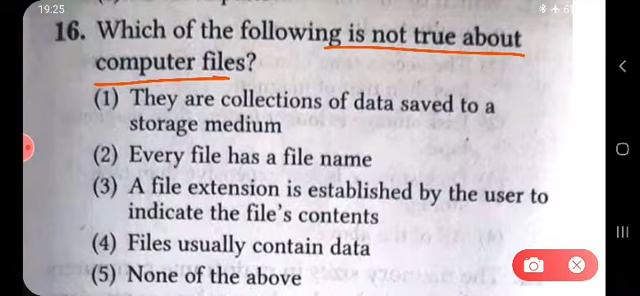 19:25
16. Which of the following is not true about
computer files?
(1) They are collections of data saved to a
storage medium
(2) Every file has a file name
(3) A file extension is established by the user to
indicate the file's contents
(4) Files usually contain data
(5) None of the above